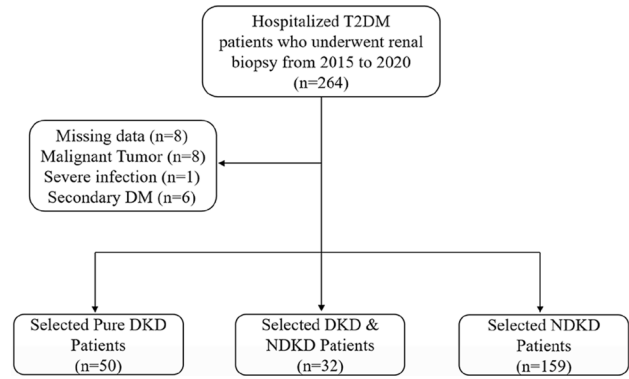 Hospitalized T2DM
patients who underwent renal
biopsy from 2015 to 2020
(n=264)
Missing data (n=8)
Malignant Tumor (n=8)
Severe infection (n=1)
Secondary DM (n=6)
Selected Pure DKD
Patients
(n=50)
Selected DKD &
NDKD Patients
(n=32)
Selected NDKD
Patients
(n=159)